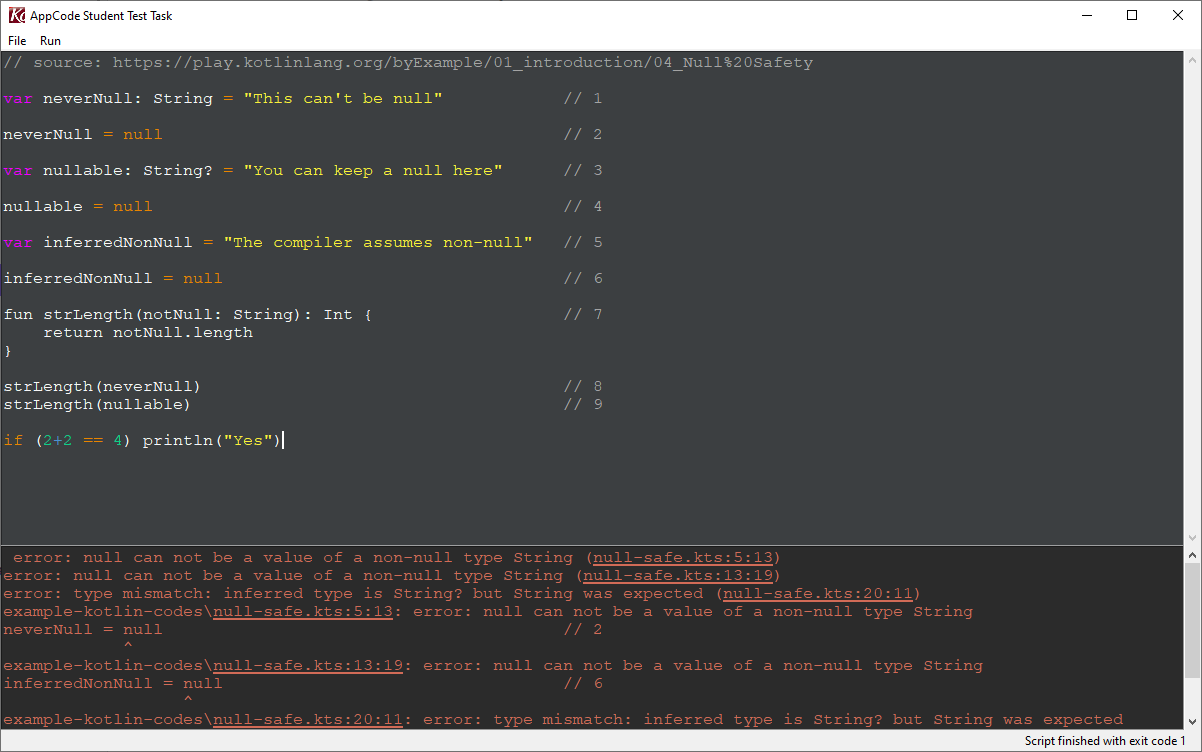 AppCode Student Test Task
File Run
// source: https://play.kotlinlang.org/byExample/01_introduction/04_Null%20Safety
var neverNull: String = "This can't be null" // 1
neverNull = null // 2
var nullable: String? = "You can keep a null here" // 3
nullable = null // 4
var inferredNonNull = "The compiler assumes non-null" // 5
inferredNonNull = null // 6
fun strLength(notNull: String): Int { // 7
    return notNull.length
}
strLength(neverNull) // 8
strLength(nullable) // 9
if (2+2 == 4) println("Yes")
error: null can not be a value of a non-null type String (null-safe.kts:5:13)
error: null can not be a value of a non-null type String (null-safe.kts:13:19)
error: type mismatch: inferred type is String? but String was expected (null-safe.kts:20:11)
example-kotlin-codes\null-safe.kts:5:13: error: null can not be a value of a non-null type String
neverNull = null // 2
^
example-kotlin-codes\null-safe.kts:13:19: error: null can not be a value of a non-null type String
inferredNonNull = null // 6
^
example-kotlin-codes\null-safe.kts:20:11: error: type mismatch: inferred type is String? but String was expected
Script finished with exit code 1